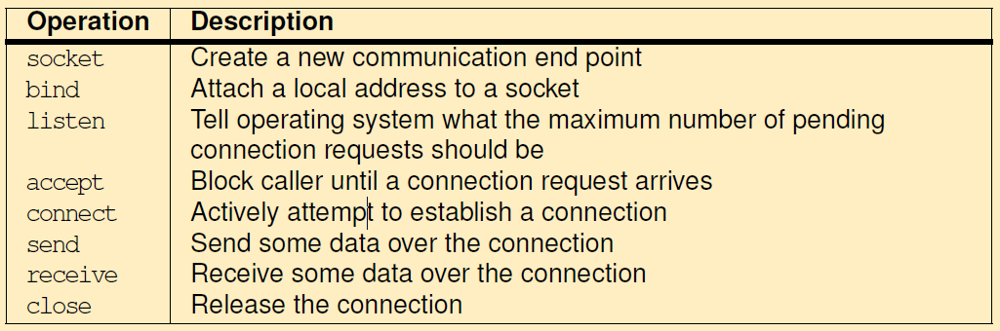 Operation Description
socket Create a new communication end point
bind Attach a local address to a socket
listen Tell operating system what the maximum number of pending
connection requests should be
accept Block caller until a connection request arrives
connect Actively attempt to establish a connection
send Send some data over the connection
receive Receive some data over the connection
close Release the connection